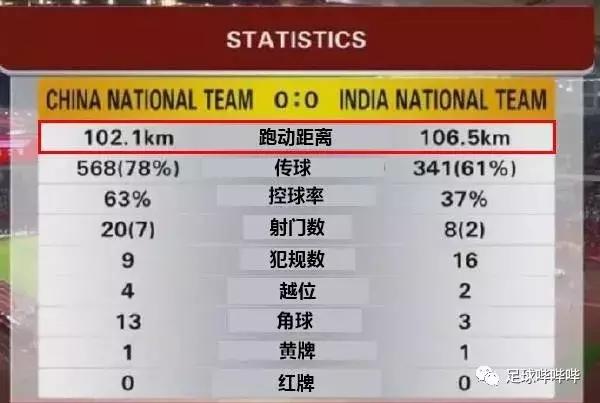 STATISTICS
CHINA NATIONAL TEAM 0:0 INDIA NATIONAL TEAM
102.1km 跑动距离 106.5km
568(78%) 传球 341(61%)
63% 控球率 37%
20(7) 射门数 8(2)
9 犯规数 16
4 越位 2
13 角球 3
1 黄牌 1
0 红牌 0
足球哔哔哔